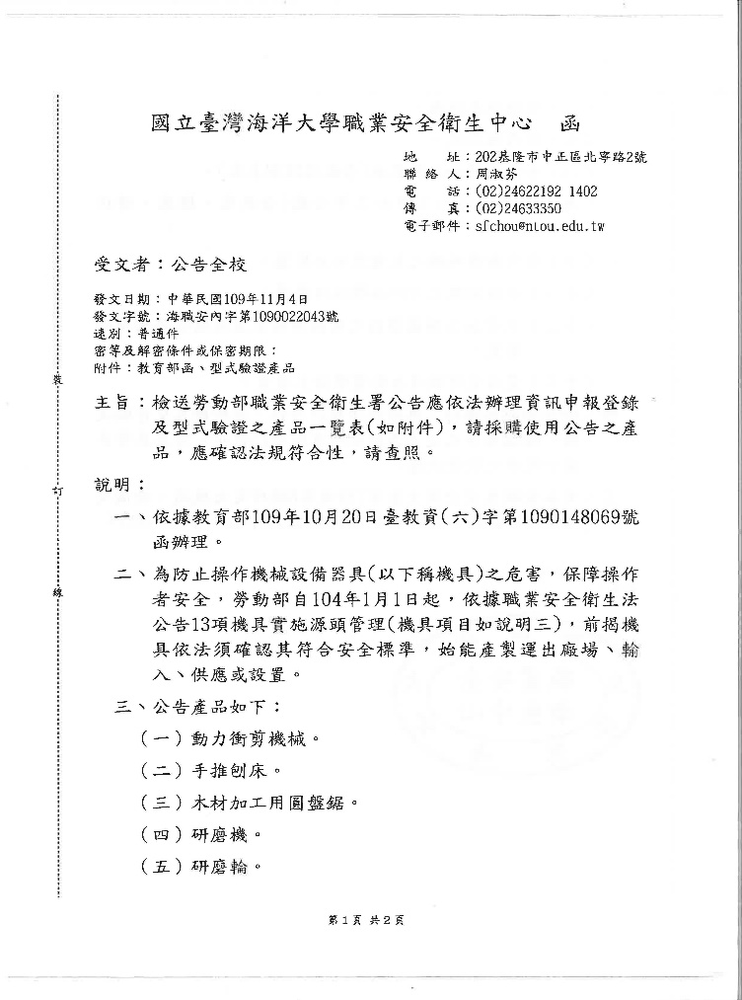 國立臺灣海洋大學職業安全衛生中心 函
地 址:202基隆市中正區北寧路2號
聯 絡 人:周淑芬
電 話:(02)24622192 1402
傳 真:(02)24633350
電子郵件:sfchou@ntou.edu.tw
受文者:公告全校
發文日期:中華民國109年11月4日
發文字號:海職安內字第1090022043號
速別:普通件
密等及解密條件或保密期限:
附件:教育部函、型式驗證產品
裝
主旨:檢送勞動部職業安全衛生署公告應依法辦理資訊申報登錄
及型式驗證之產品一覽表(如附件),請採購使用公告之產
品,應確認法規符合性,請查照。
說明:
訂
一、依據教育部109年10月20日臺教資(六)字第1090148069號
函辦理。
二、為防止操作機械設備器具(以下稱機具)之危害,保障操作
線
者安全,勞動部自104年1月1日起,依據職業安全衛生法
公告13項機具實施源頭管理(機具項目如說明三),前揭機
具依法須確認其符合安全標準,始能產製運出廠場、輸
入、供應或設置。
三、公告產品如下:
(一)動力衝剪機械。
(二)手推刨床。
(三)木材加工用圓盤鋸。
(四)研磨機。
(五)研磨輪。
第1頁 共2頁